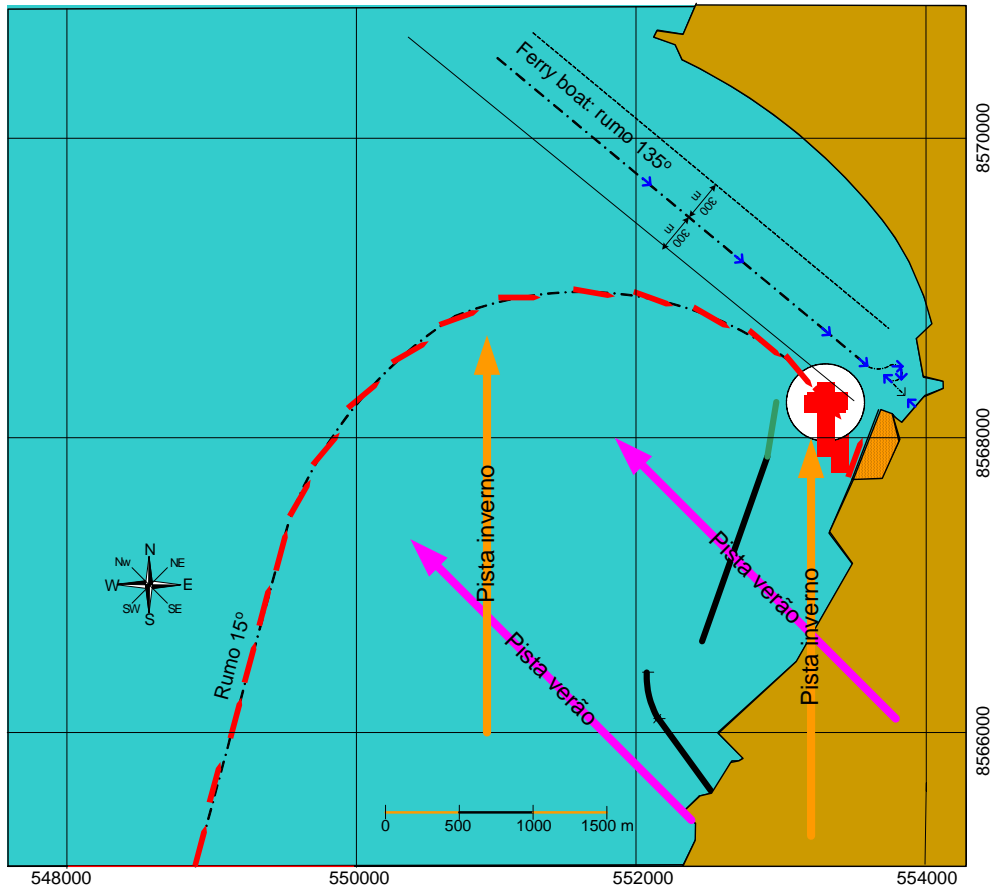 Ferry boat: rumo 135º
300
m
300
m
8570000
8568000
8566000
Pista inverno
Pista verão
Pista inverno
Pista verão
Rumo 15º
N
Nw
NE
W
E
SW
SE
S
0
500
1000
1500 m
548000
550000
552000
554000